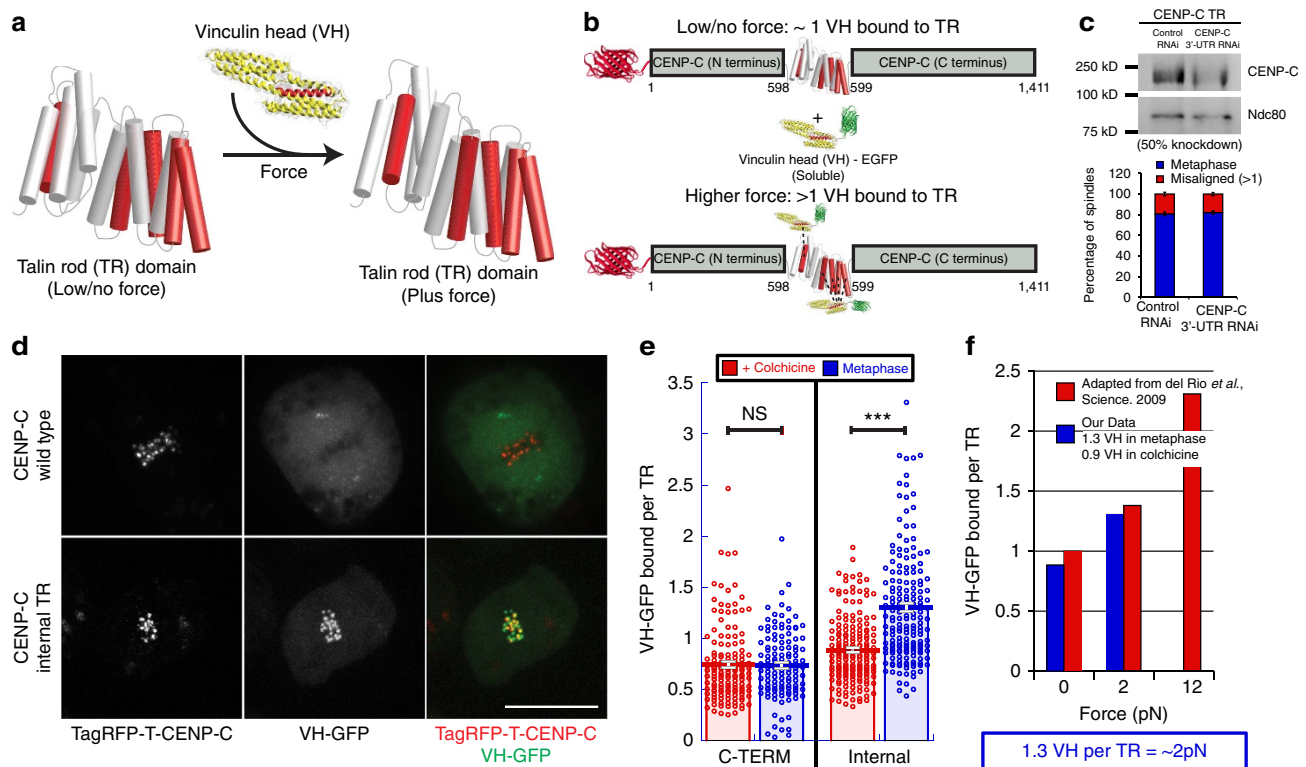 a
Vinculum head (VH)
Force
Talin rod (TR) domain
(Low/no force)
Talin rod (TR) domain
(Plus force)
b
Low/no force: ~ 1 VH bound to TR
CENP-C (N terminus)
CENP-C (C terminus)
1
598
599
1,411
+
Vinculin head (VH) - EGFP
(Soluble)
Higher force: >1 VH bound to TR
CENP-C (N terminus)
CENP-C (C terminus)
1
598
599
1,411
c
CENP-C TR
Control
RNAi
CENP-C
3'-UTR RNAi
250 kD
CENP-C
100 kD
Ndc80
75 kD
(50% knockdown)
Metaphase
Misaligned (>1)
Percentage of spindles
120
100
80
60
40
20
0
Control
RNAi
CENP-C
3'-UTR RNAi
d
CENP-C
wild type
CENP-C
internal TR
TagRFP-T-CENP-C
VH-GFP
TagRFP-T-CENP-C
VH-GFP
e
+ Colchicine
Metaphase
VH-GFP bound per TR
3.5
3
2.5
2
1.5
1
0.5
0
NS
***
C-TERM
Internal
f
VH-GFP bound per TR
2.5
2
1.5
1
0.5
0
Adapted from del Rio et al.,
Science. 2009
Our Data
1.3 VH in metaphase
0.9 VH in colchicine
0
2
12
Force (pN)
1.3 VH per TR = ~2pN